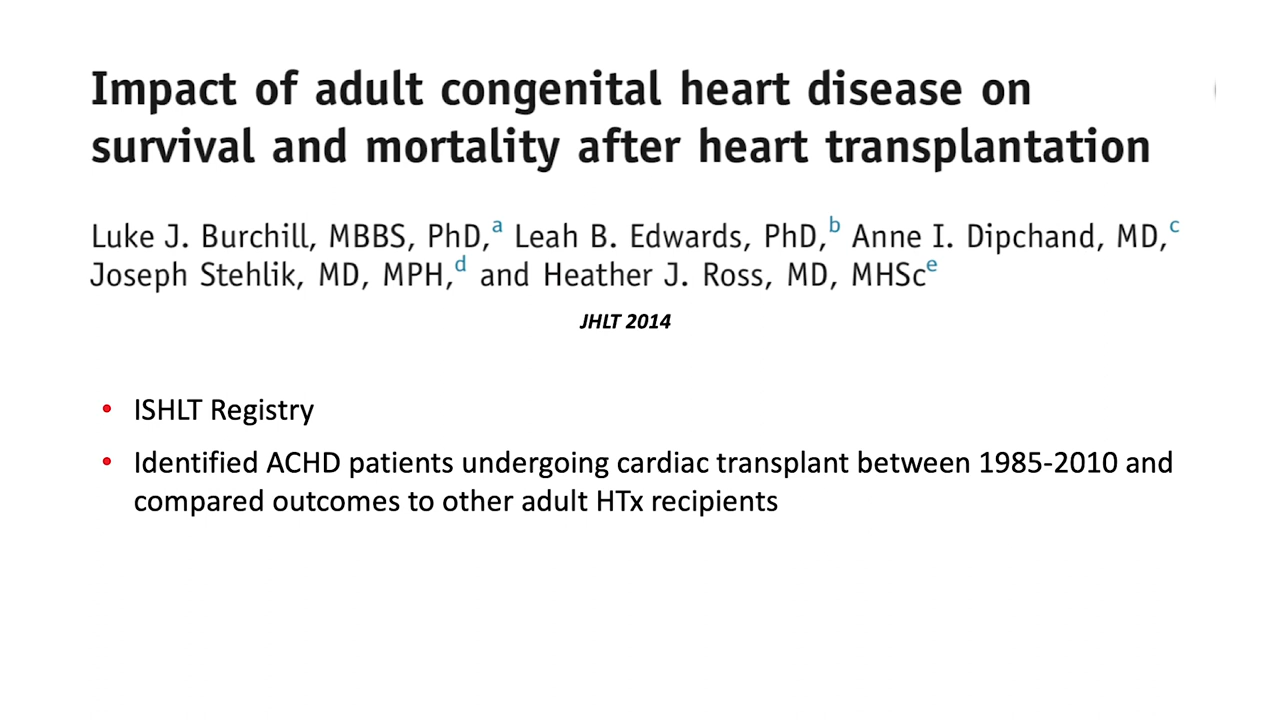 Impact of adult congenital heart disease on
survival and mortality after heart transplantation
Luke J. Burchill, MBBS, PhD,a Leah B. Edwards, PhD,b Anne I. Dipchand, MD,c
Joseph Stehlik, MD, MPH,d and Heather J. Ross, MD, MHSce
JHLT 2014
• ISHLT Registry
• Identified ACHD patients undergoing cardiac transplant between 1985-2010 and
compared outcomes to other adult HTx recipients